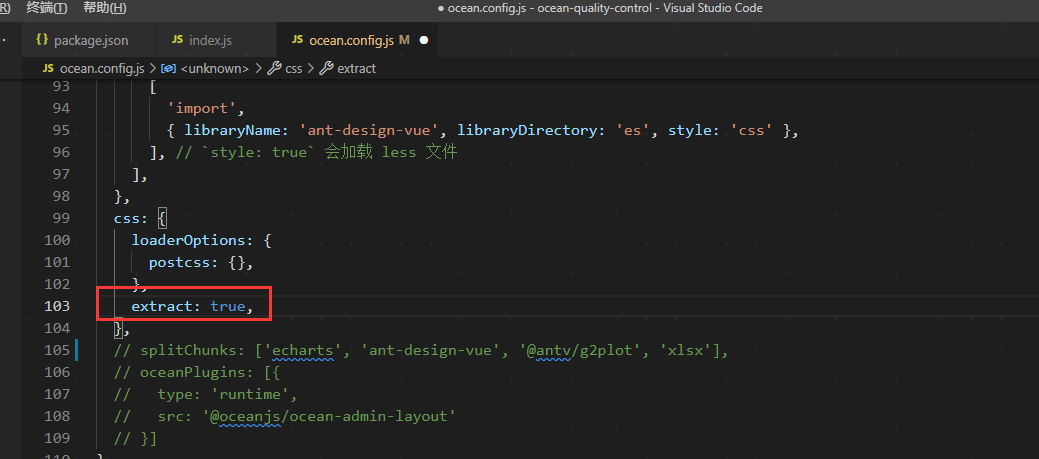 R) 终端(T) 帮助(H) ● ocean.config.js - ocean-quality-control - Visual Studio Code
{} package.json JS index.js JS ocean.config.js M ●
JS ocean.config.js > <unknown> > css > extract
93 [
94 'import',
95 { libraryName: 'ant-design-vue', libraryDirectory: 'es', style: 'css' },
96 ], // `style: true` 会加载 less 文件
97 ],
98 },
99 css: {
100 loaderOptions: {
101 postcss: {},
102 },
103 extract: true,
104 },
105 // splitChunks: ['echarts', 'ant-design-vue', '@antv/g2plot', 'xlsx'],
106 // oceanPlugins: [{
107 //   type: 'runtime',
108 //   src: '@oceanjs/ocean-admin-layout'
109 // }]
110 }